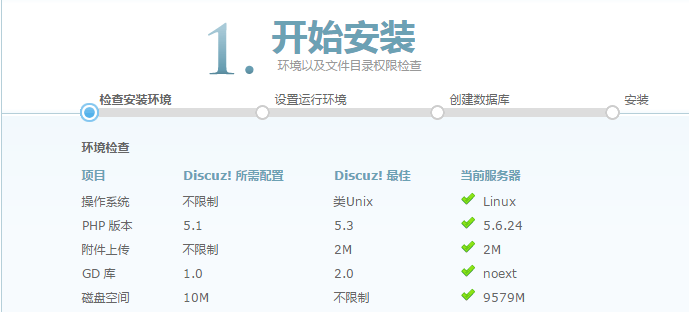 1. 开始安装
环境以及文件目录权限检查
检查安装环境 设置运行环境 创建数据库 安装
环境检查
项目 Discuz! 所需配置 Discuz! 最佳 当前服务器
操作系统 不限制 类Unix Linux
PHP 版本 5.1 5.3 5.6.24
附件上传 不限制 2M 2M
GD 库 1.0 2.0 noext
磁盘空间 10M 不限制 9579M